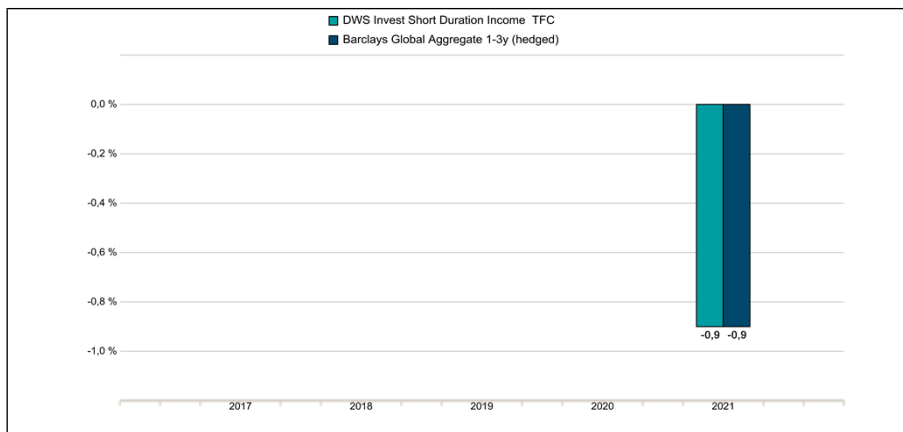 DWS Invest Short Duration Income TFC
Barclays Global Aggregate 1-3y (hedged)
0,0 %
-0,2 %
-0,4 %
-0,6 %
-0,8 %
-0,9 -0,9
-1,0 %
2017 2018 2019 2020 2021